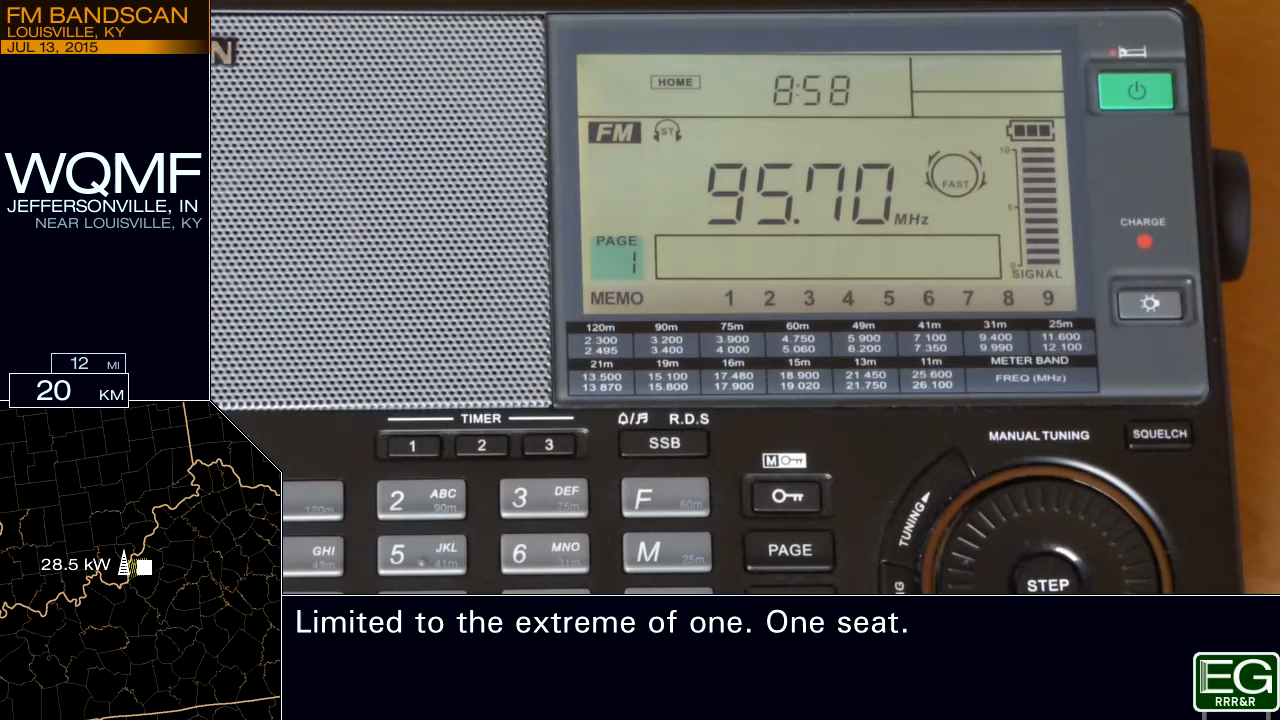 FM BANDSCAN
LOUISVILLE, KY
JUL 13, 2015
WQMF
JEFFERSONVILLE, IN
NEAR LOUISVILLE, KY
12 MI
20 KM
28.5 kW
N
HOME 8:58
FM ST
95.70 MHz
FAST
10
5
0
SIGNAL
PAGE
1
MEMO 1 2 3 4 5 6 7 8 9
120m 90m 75m 60m 49m 41m 31m 25m
2.300 3.200 3.900 4.750 5.900 7.100 9.400 11.600
2.495 3.400 4.000 5.060 6.200 7.350 9.990 12.100
21m 19m 16m 15m 13m 11m METER BAND
13.500 15.100 17.480 18.900 21.450 25.600 FREQ (MHz)
13.870 15.800 17.900 19.020 21.750 26.100
CHARGE
TIMER
R.D.S
1 2 3 SSB
MANUAL TUNING
SQUELCH
M
120m
2 ABC 90m
3 DEF 75m
F 60m
TUNING
GHI 49m
5 JKL 41m
6 MNO 31m
M 25m
PAGE
STEP
Limited to the extreme of one. One seat.
EG
RRR&R